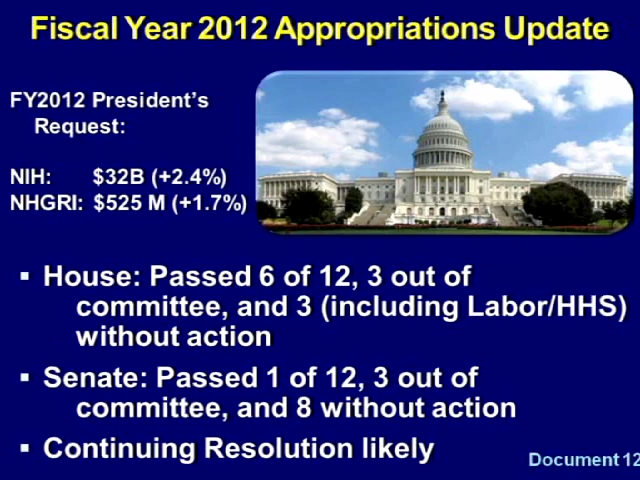 Fiscal Year 2012 Appropriations Update
FY2012 President's
Request:
NIH: $32B (+2.4%)
NHGRI: $525 M (+1.7%)
▪ House: Passed 6 of 12, 3 out of
committee, and 3 (including Labor/HHS)
without action
▪ Senate: Passed 1 of 12, 3 out of
committee, and 8 without action
▪ Continuing Resolution likely
Document 12